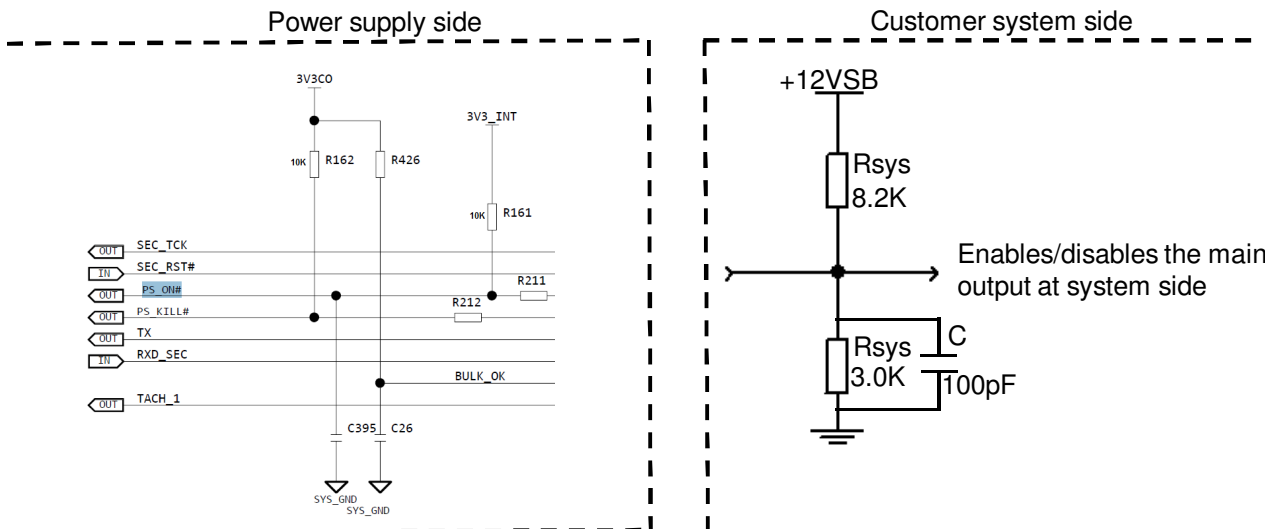 Power supply side
Customer system side
3V3CO
+12VSB
3V3_INT
10K R162
R426
Rsys
8.2K
10K R161
OUT SEC_TCK
IN SEC_RST#
OUT PS_ON#
R211
Enables/disables the main
output at system side
OUT PS_KILL#
R212
OUT TX
IN RXD_SEC
BULK_OK
OUT TACH_1
Rsys
3.0K
C
100pF
C395 C26
SYS_GND
SYS_GND